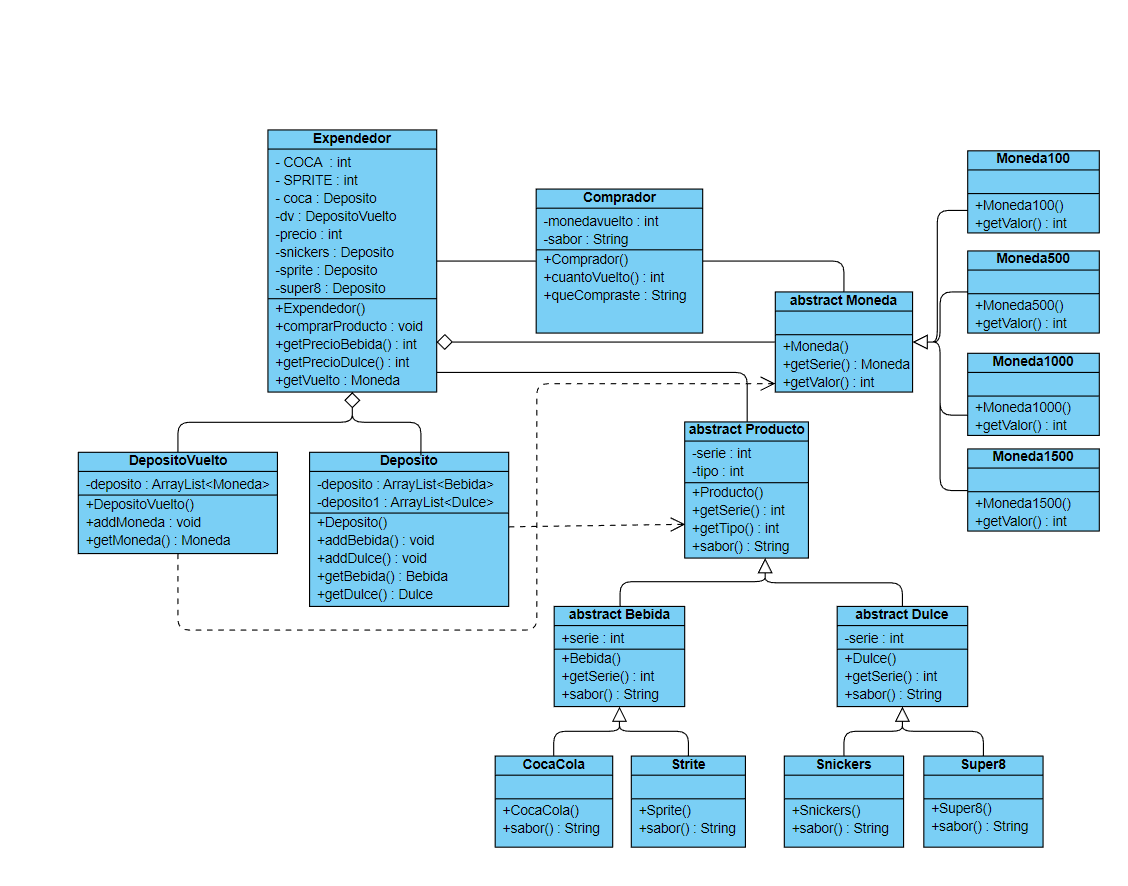 Expendedor
- COCA : int
- SPRITE : int
- coca : Deposito
-dv : DepositoVuelto
-precio : int
-snickers : Deposito
-sprite : Deposito
-super8 : Deposito
+Expendedor()
+comprarProducto : void
+getPrecioBebida() : int
+getPrecioDulce() : int
+getVuelto : Moneda
Comprador
-monedavuelto : int
-sabor : String
+Comprador()
+cuantoVuelto() : int
+queCompraste : String
abstract Moneda
+Moneda()
+getSerie() : Moneda
+getValor() : int
Moneda100
+Moneda100()
+getValor() : int
Moneda500
+Moneda500()
+getValor() : int
Moneda1000
+Moneda1000()
+getValor() : int
Moneda1500
+Moneda1500()
+getValor() : int
DepositoVuelto
-deposito : ArrayList<Moneda>
+DepositoVuelto()
+addMoneda : void
+getMoneda() : Moneda
Deposito
-deposito : ArrayList<Bebida>
-deposito1 : ArrayList<Dulce>
+Deposito()
+addBebida() : void
+addDulce() : void
+getBebida() : Bebida
+getDulce() : Dulce
abstract Producto
-serie : int
-tipo : int
+Producto()
+getSerie() : int
+getTipo() : int
+sabor() : String
abstract Bebida
+serie : int
+Bebida()
+getSerie() : int
+sabor() : String
abstract Dulce
-serie : int
+Dulce()
+getSerie() : int
+sabor() : String
CocaCola
+CocaCola()
+sabor() : String
Strite
+Sprite()
+sabor() : String
Snickers
+Snickers()
+sabor() : String
Super8
+Super8()
+sabor() : String